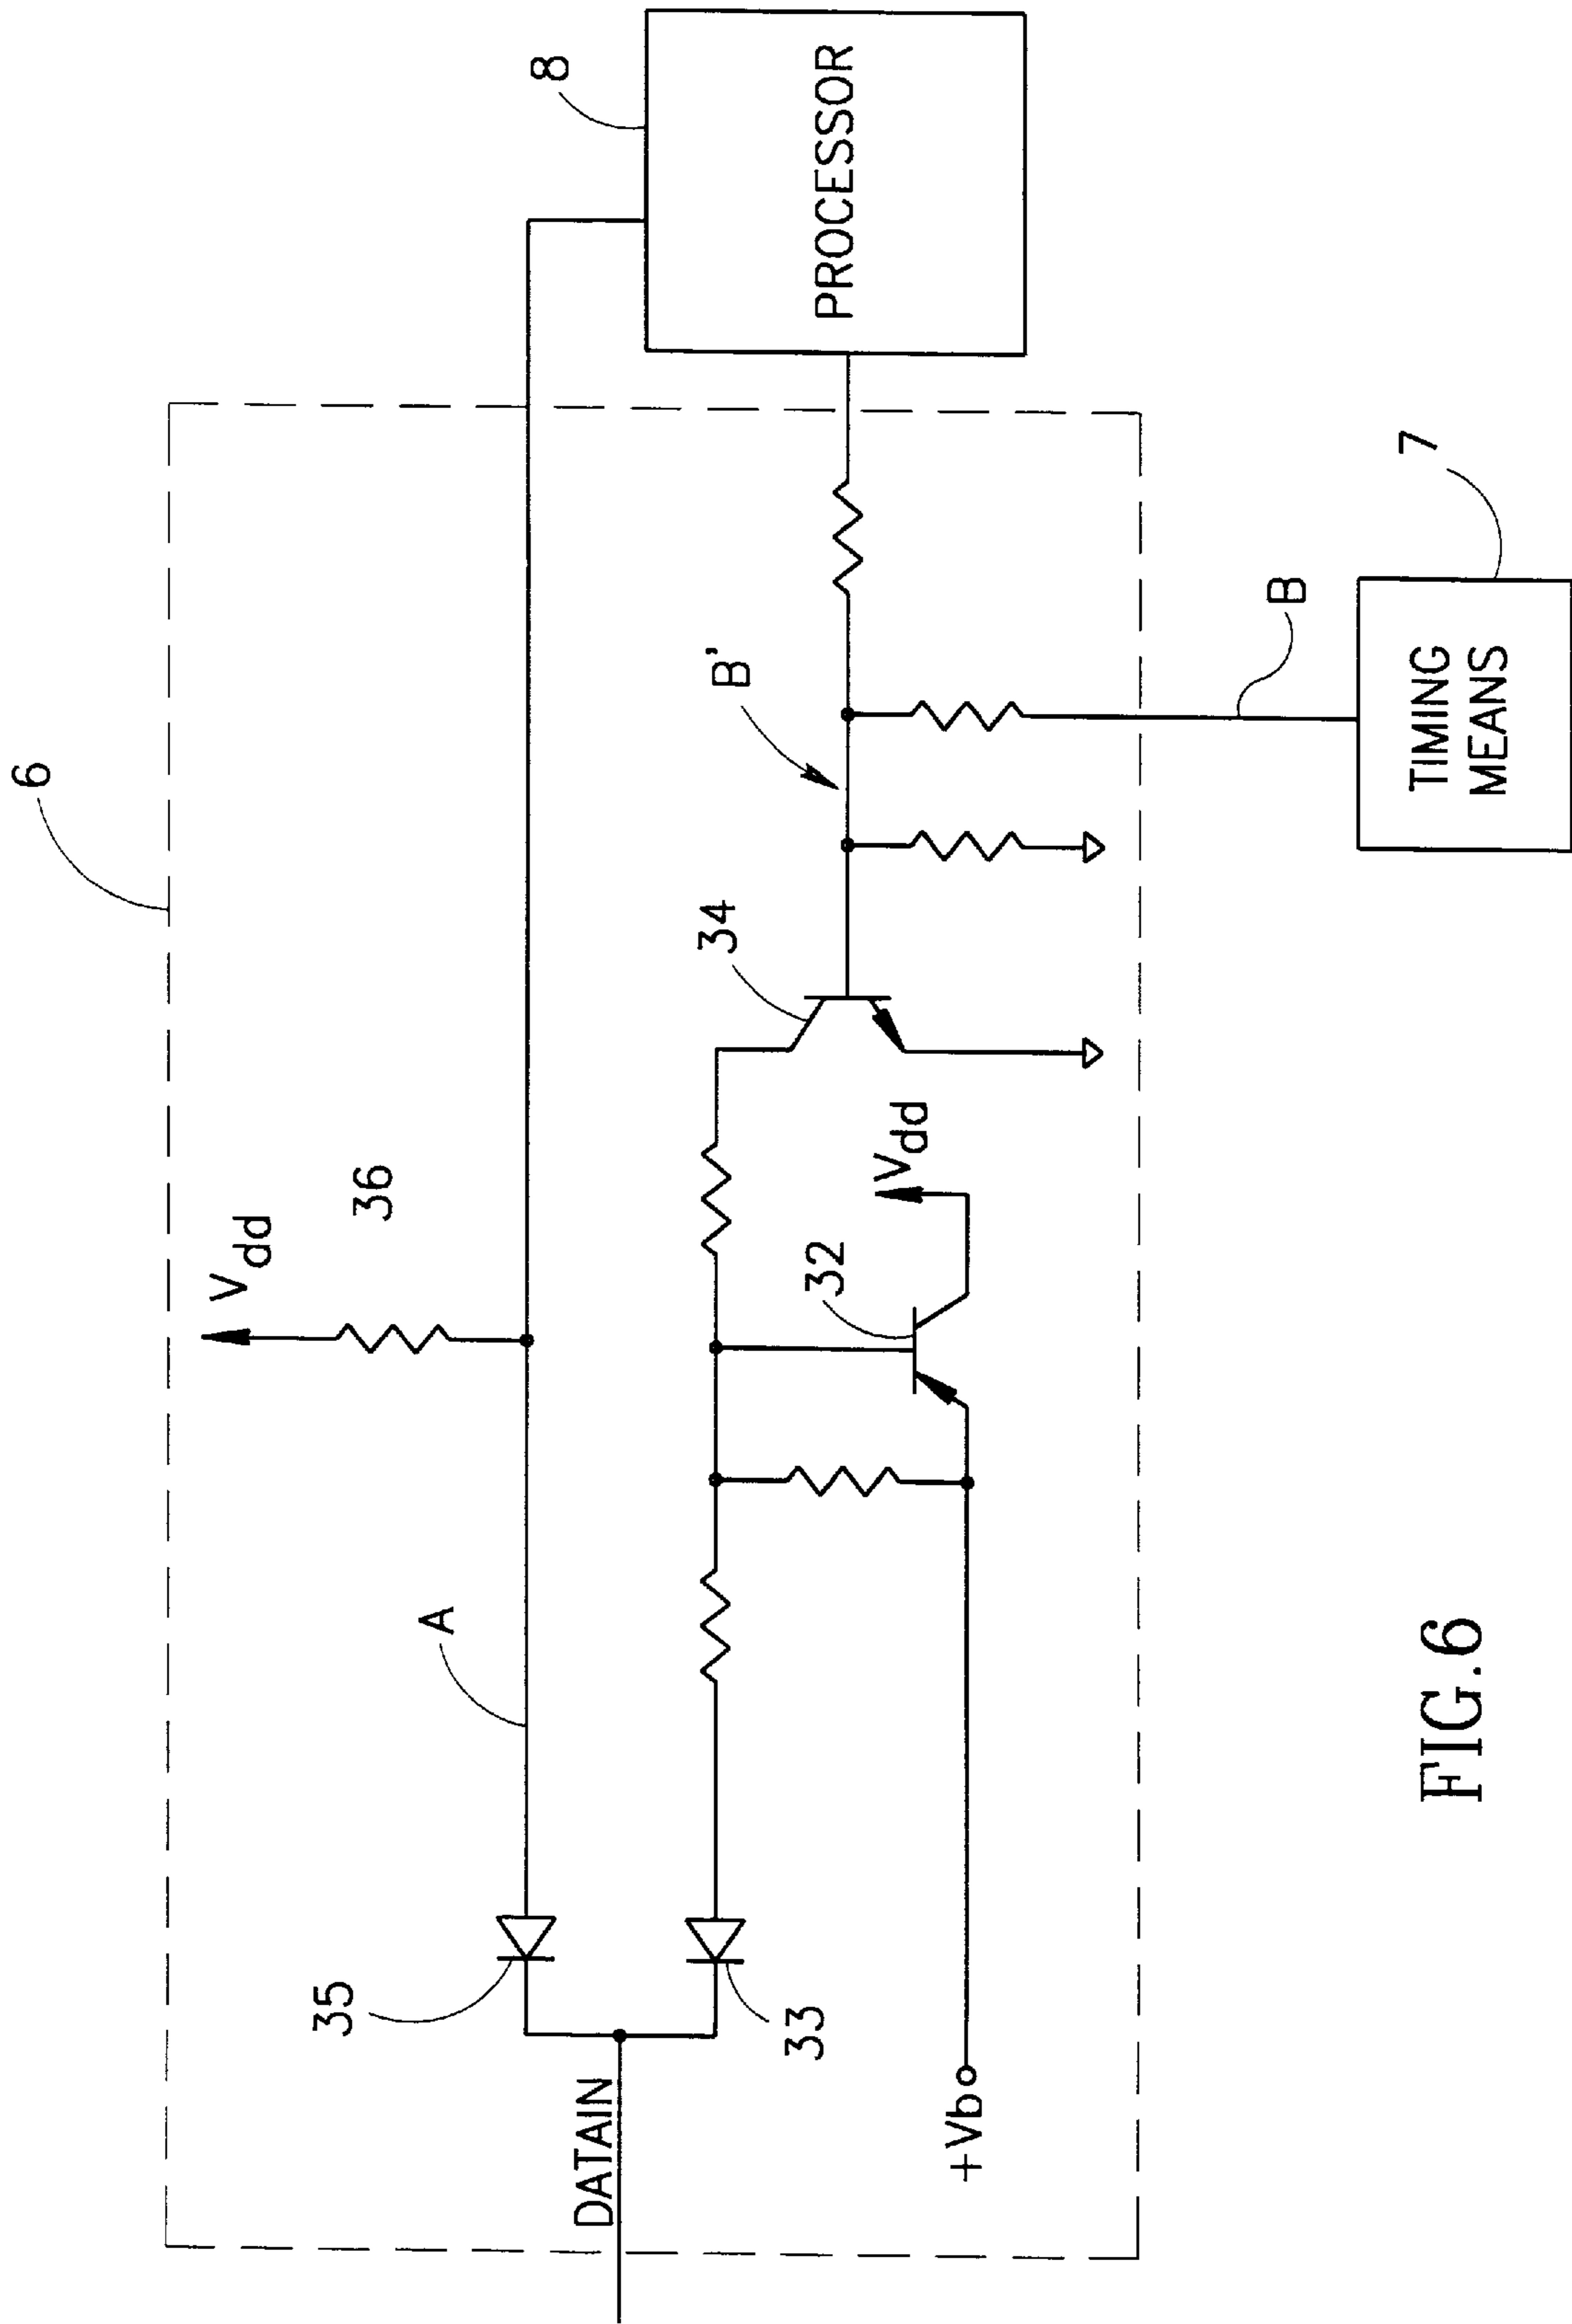 6
8
PROCESSOR
Vdd
36
A
35
DATAIN
33
B'
34
Vdd
32
+Vb
B
7
TIMING
MEANS
FIG.6